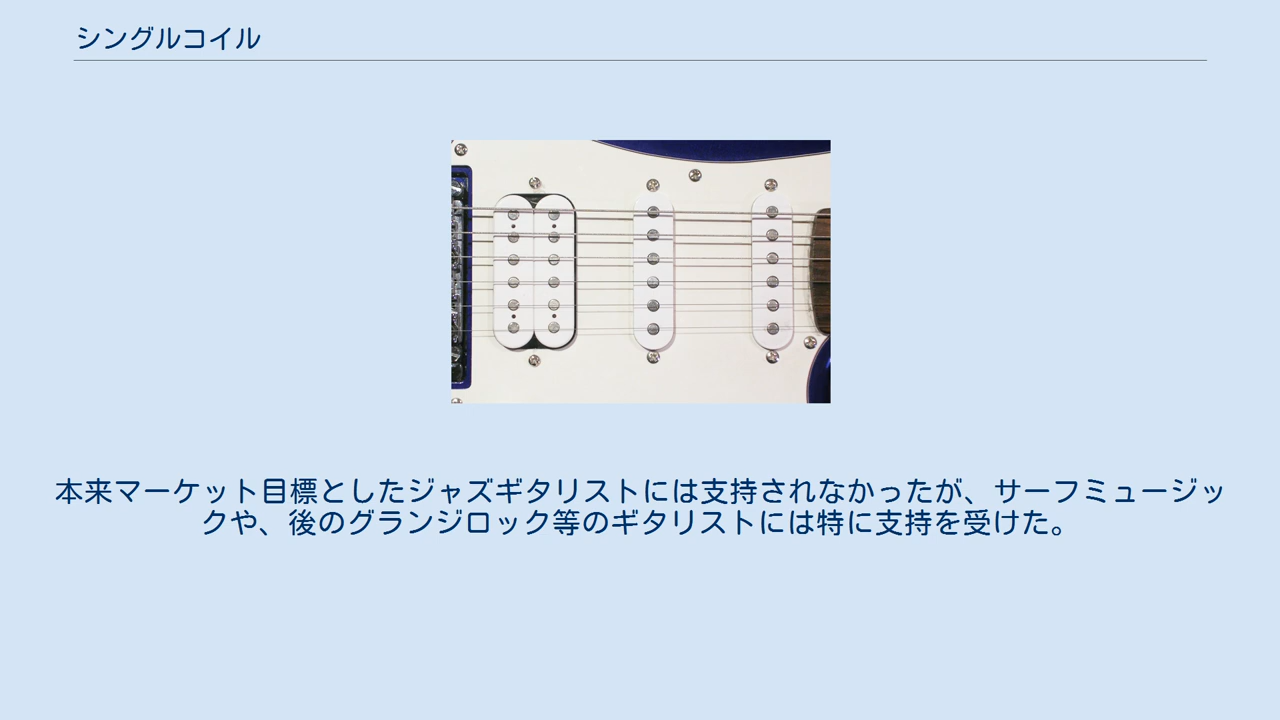 シングルコイル
本来マーケット目標としたジャズギタリストには支持されなかったが、サーフミュージッ
クや、後のグランジロック等のギタリストには特に支持を受けた。